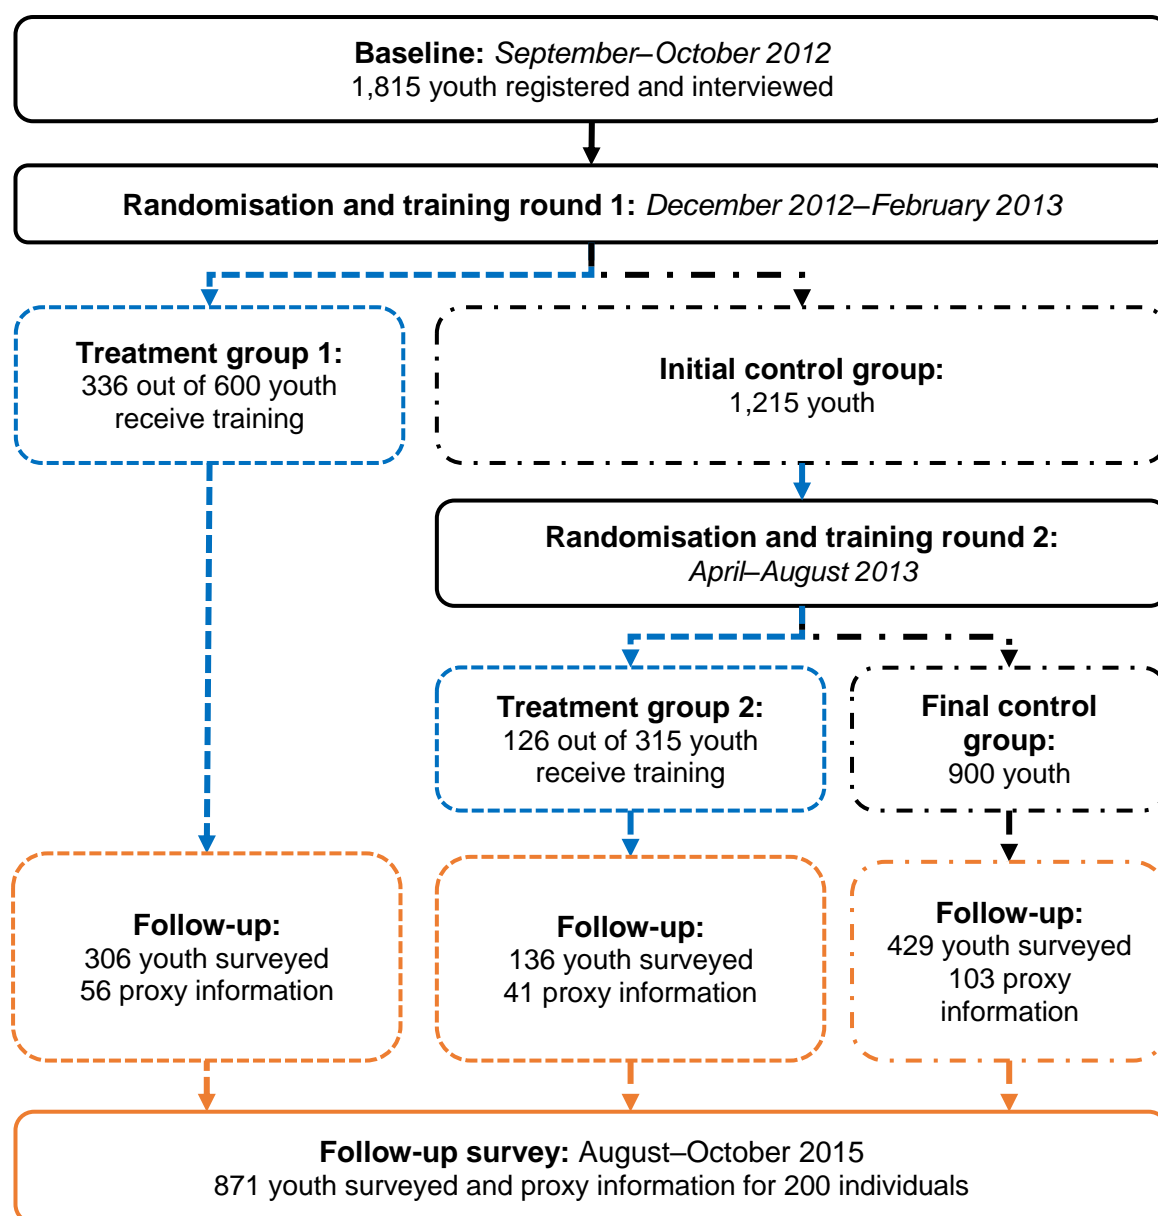 Baseline: September–October 2012
1,815 youth registered and interviewed
Randomisation and training round 1: December 2012–February 2013
Treatment group 1:
336 out of 600 youth
receive training
Initial control group:
1,215 youth
Randomisation and training round 2:
April–August 2013
Treatment group 2:
126 out of 315 youth
receive training
Final control
group:
900 youth
Follow-up:
306 youth surveyed
56 proxy information
Follow-up:
136 youth surveyed
41 proxy information
Follow-up:
429 youth surveyed
103 proxy
information
Follow-up survey: August–October 2015
871 youth surveyed and proxy information for 200 individuals